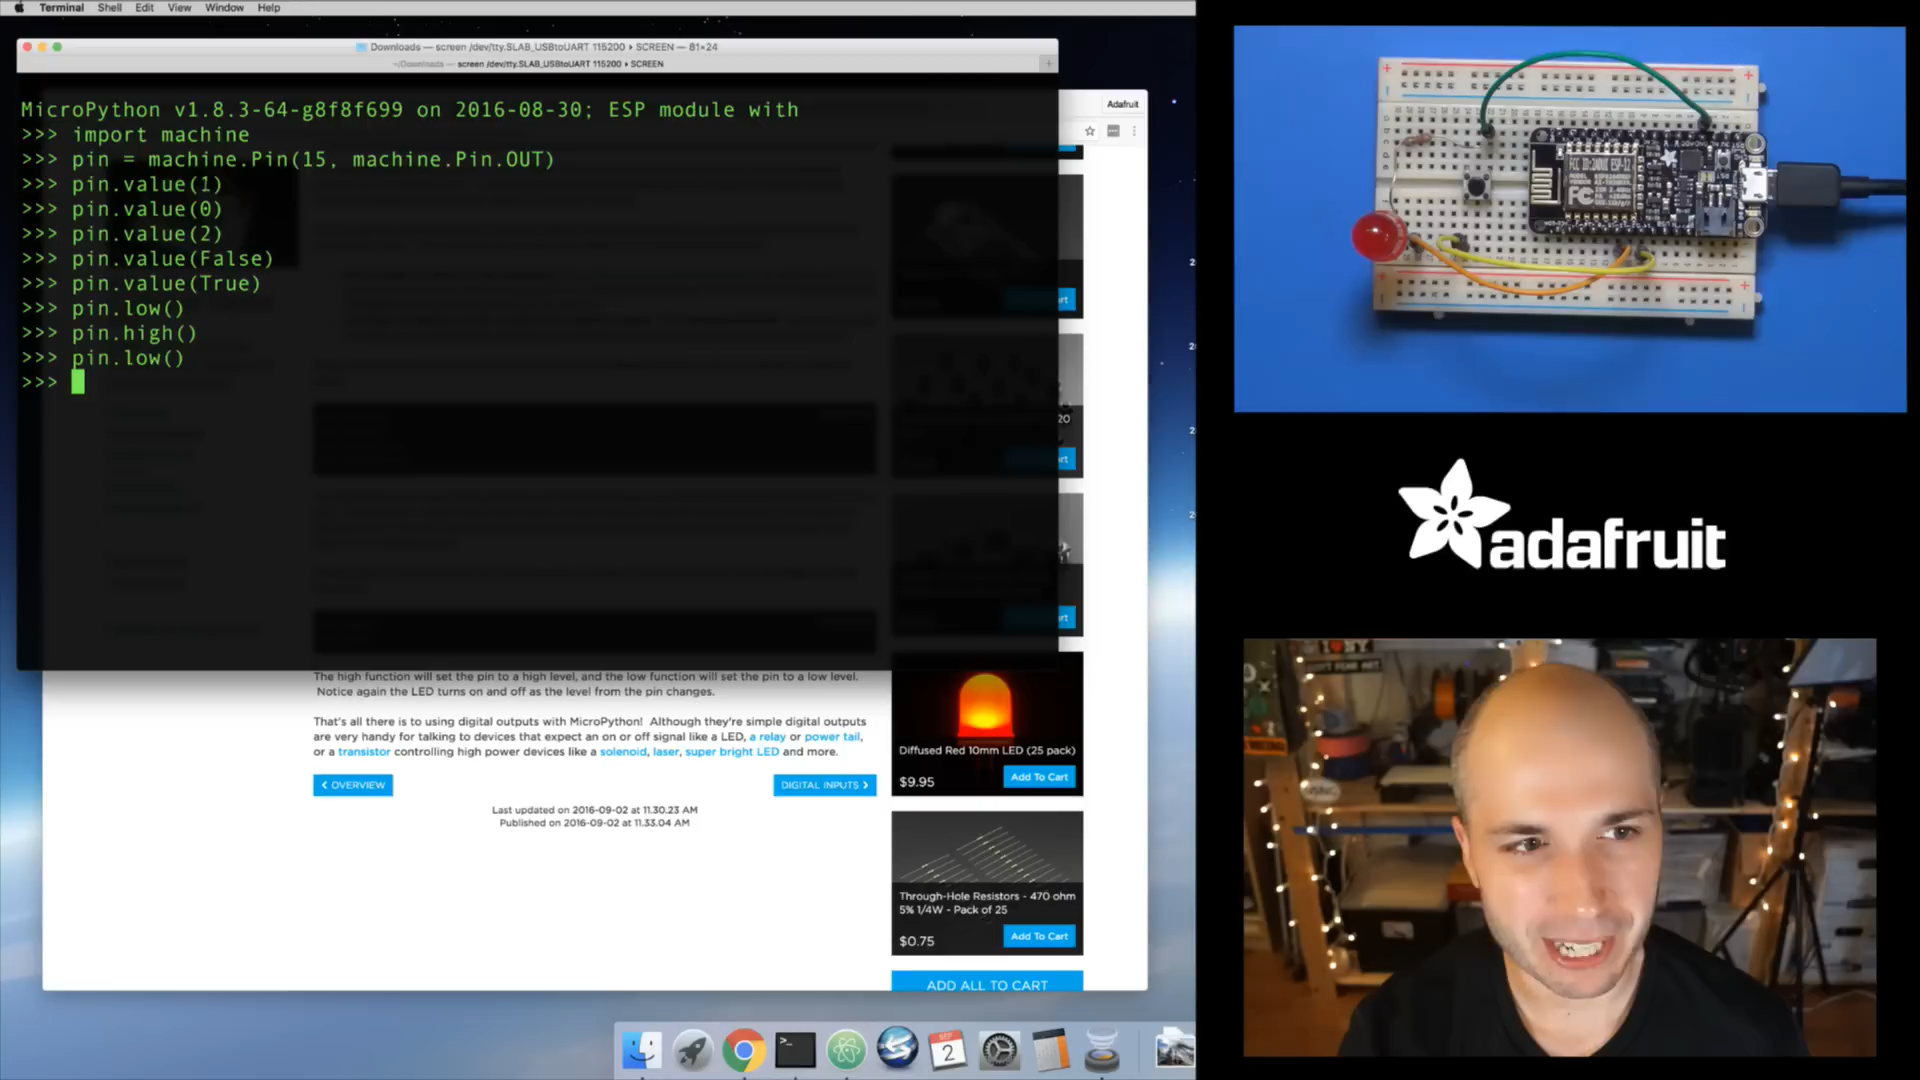 Terminal Shell Edit View Window Help
Downloads — screen /dev/tty.SLAB_USBtoUART 115200 ▸ SCREEN — 81×24
~/Downloads — screen /dev/tty.SLAB_USBtoUART 115200 ▸ SCREEN
MicroPython v1.8.3-64-g8f8f699 on 2016-08-30; ESP module with
>>> import machine
>>> pin = machine.Pin(15, machine.Pin.OUT)
>>> pin.value(1)
>>> pin.value(0)
>>> pin.value(2)
>>> pin.value(False)
>>> pin.value(True)
>>> pin.low()
>>> pin.high()
>>> pin.low()
>>>
Adafruit
The high function will set the pin to a high level, and the low function will set the pin to a low level.
Notice again the LED turns on and off as the level from the pin changes.
That's all there is to using digital outputs with MicroPython! Although they're simple digital outputs
are very handy for talking to devices that expect an on or off signal like a LED, a relay or power tail,
or a transistor controlling high power devices like a solenoid, laser, super bright LED and more.
OVERVIEW
DIGITAL INPUTS
Last updated on 2016-09-02 at 11.30.23 AM
Published on 2016-09-02 at 11.33.04 AM
Diffused Red 10mm LED (25 pack)
$9.95
Add To Cart
Through-Hole Resistors - 470 ohm
5% 1/4W - Pack of 25
$0.75
Add To Cart
ADD ALL TO CART
SEP
2
adafruit